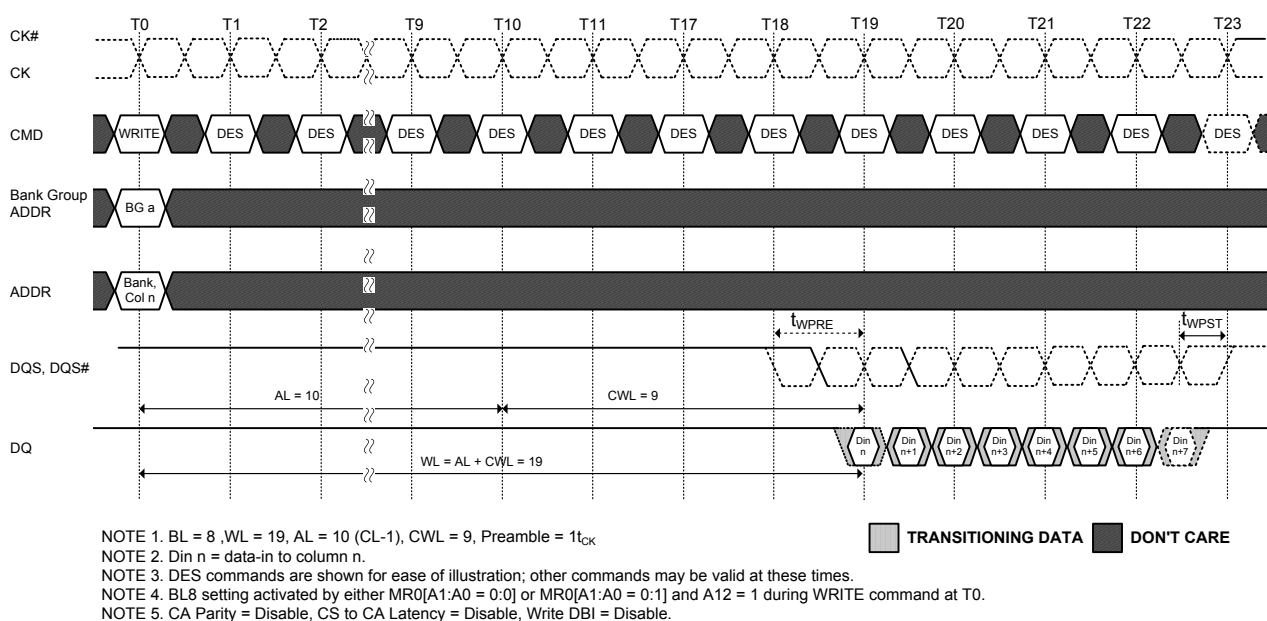 T0 T1 T2 T9 T10 T11 T17 T18 T19 T20 T21 T22 T23
CK#
CK
CMD WRITE DES DES DES DES DES DES DES DES DES DES DES DES
Bank Group
ADDR
BG a
ADDR
Bank,
Col n
tWPRE tWPST
DQS, DQS#
AL = 10 CWL = 9
DQ
Din n Din n+1 Din n+2 Din n+3 Din n+4 Din n+5 Din n+6 Din n+7
WL = AL + CWL = 19
NOTE 1. BL = 8 ,WL = 19, AL = 10 (CL-1), CWL = 9, Preamble = 1tCK
TRANSITIONING DATA DON'T CARE
NOTE 2. Din n = data-in to column n.
NOTE 3. DES commands are shown for ease of illustration; other commands may be valid at these times.
NOTE 4. BL8 setting activated by either MR0[A1:A0 = 0:0] or MR0[A1:A0 = 0:1] and A12 = 1 during WRITE command at T0.
NOTE 5. CA Parity = Disable, CS to CA Latency = Disable, Write DBI = Disable.